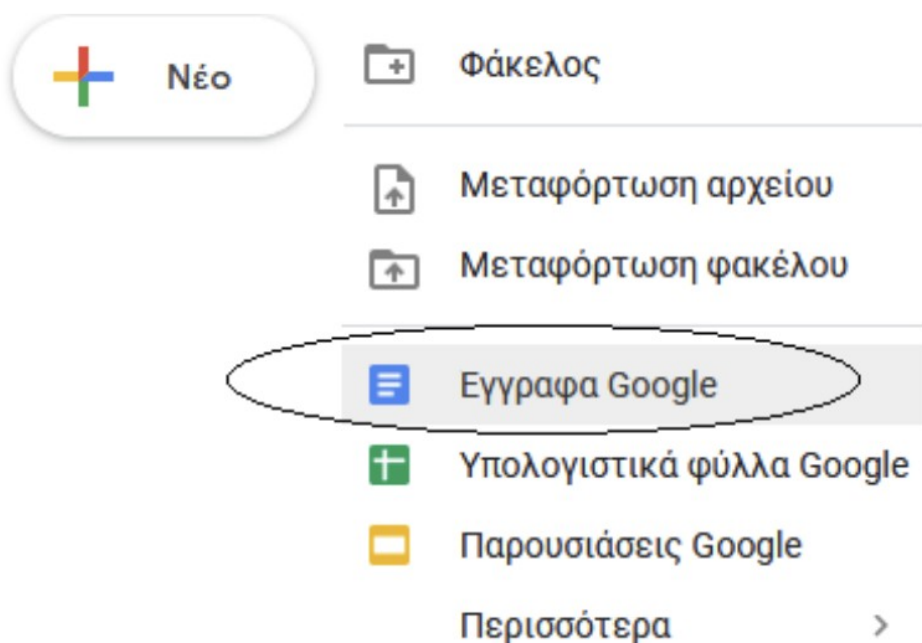 Νέο
Φάκελος
Μεταφόρτωση αρχείου
Μεταφόρτωση φακέλου
Εγγραφα Google
Υπολογιστικά φύλλα Google
Παρουσιάσεις Google
Περισσότερα